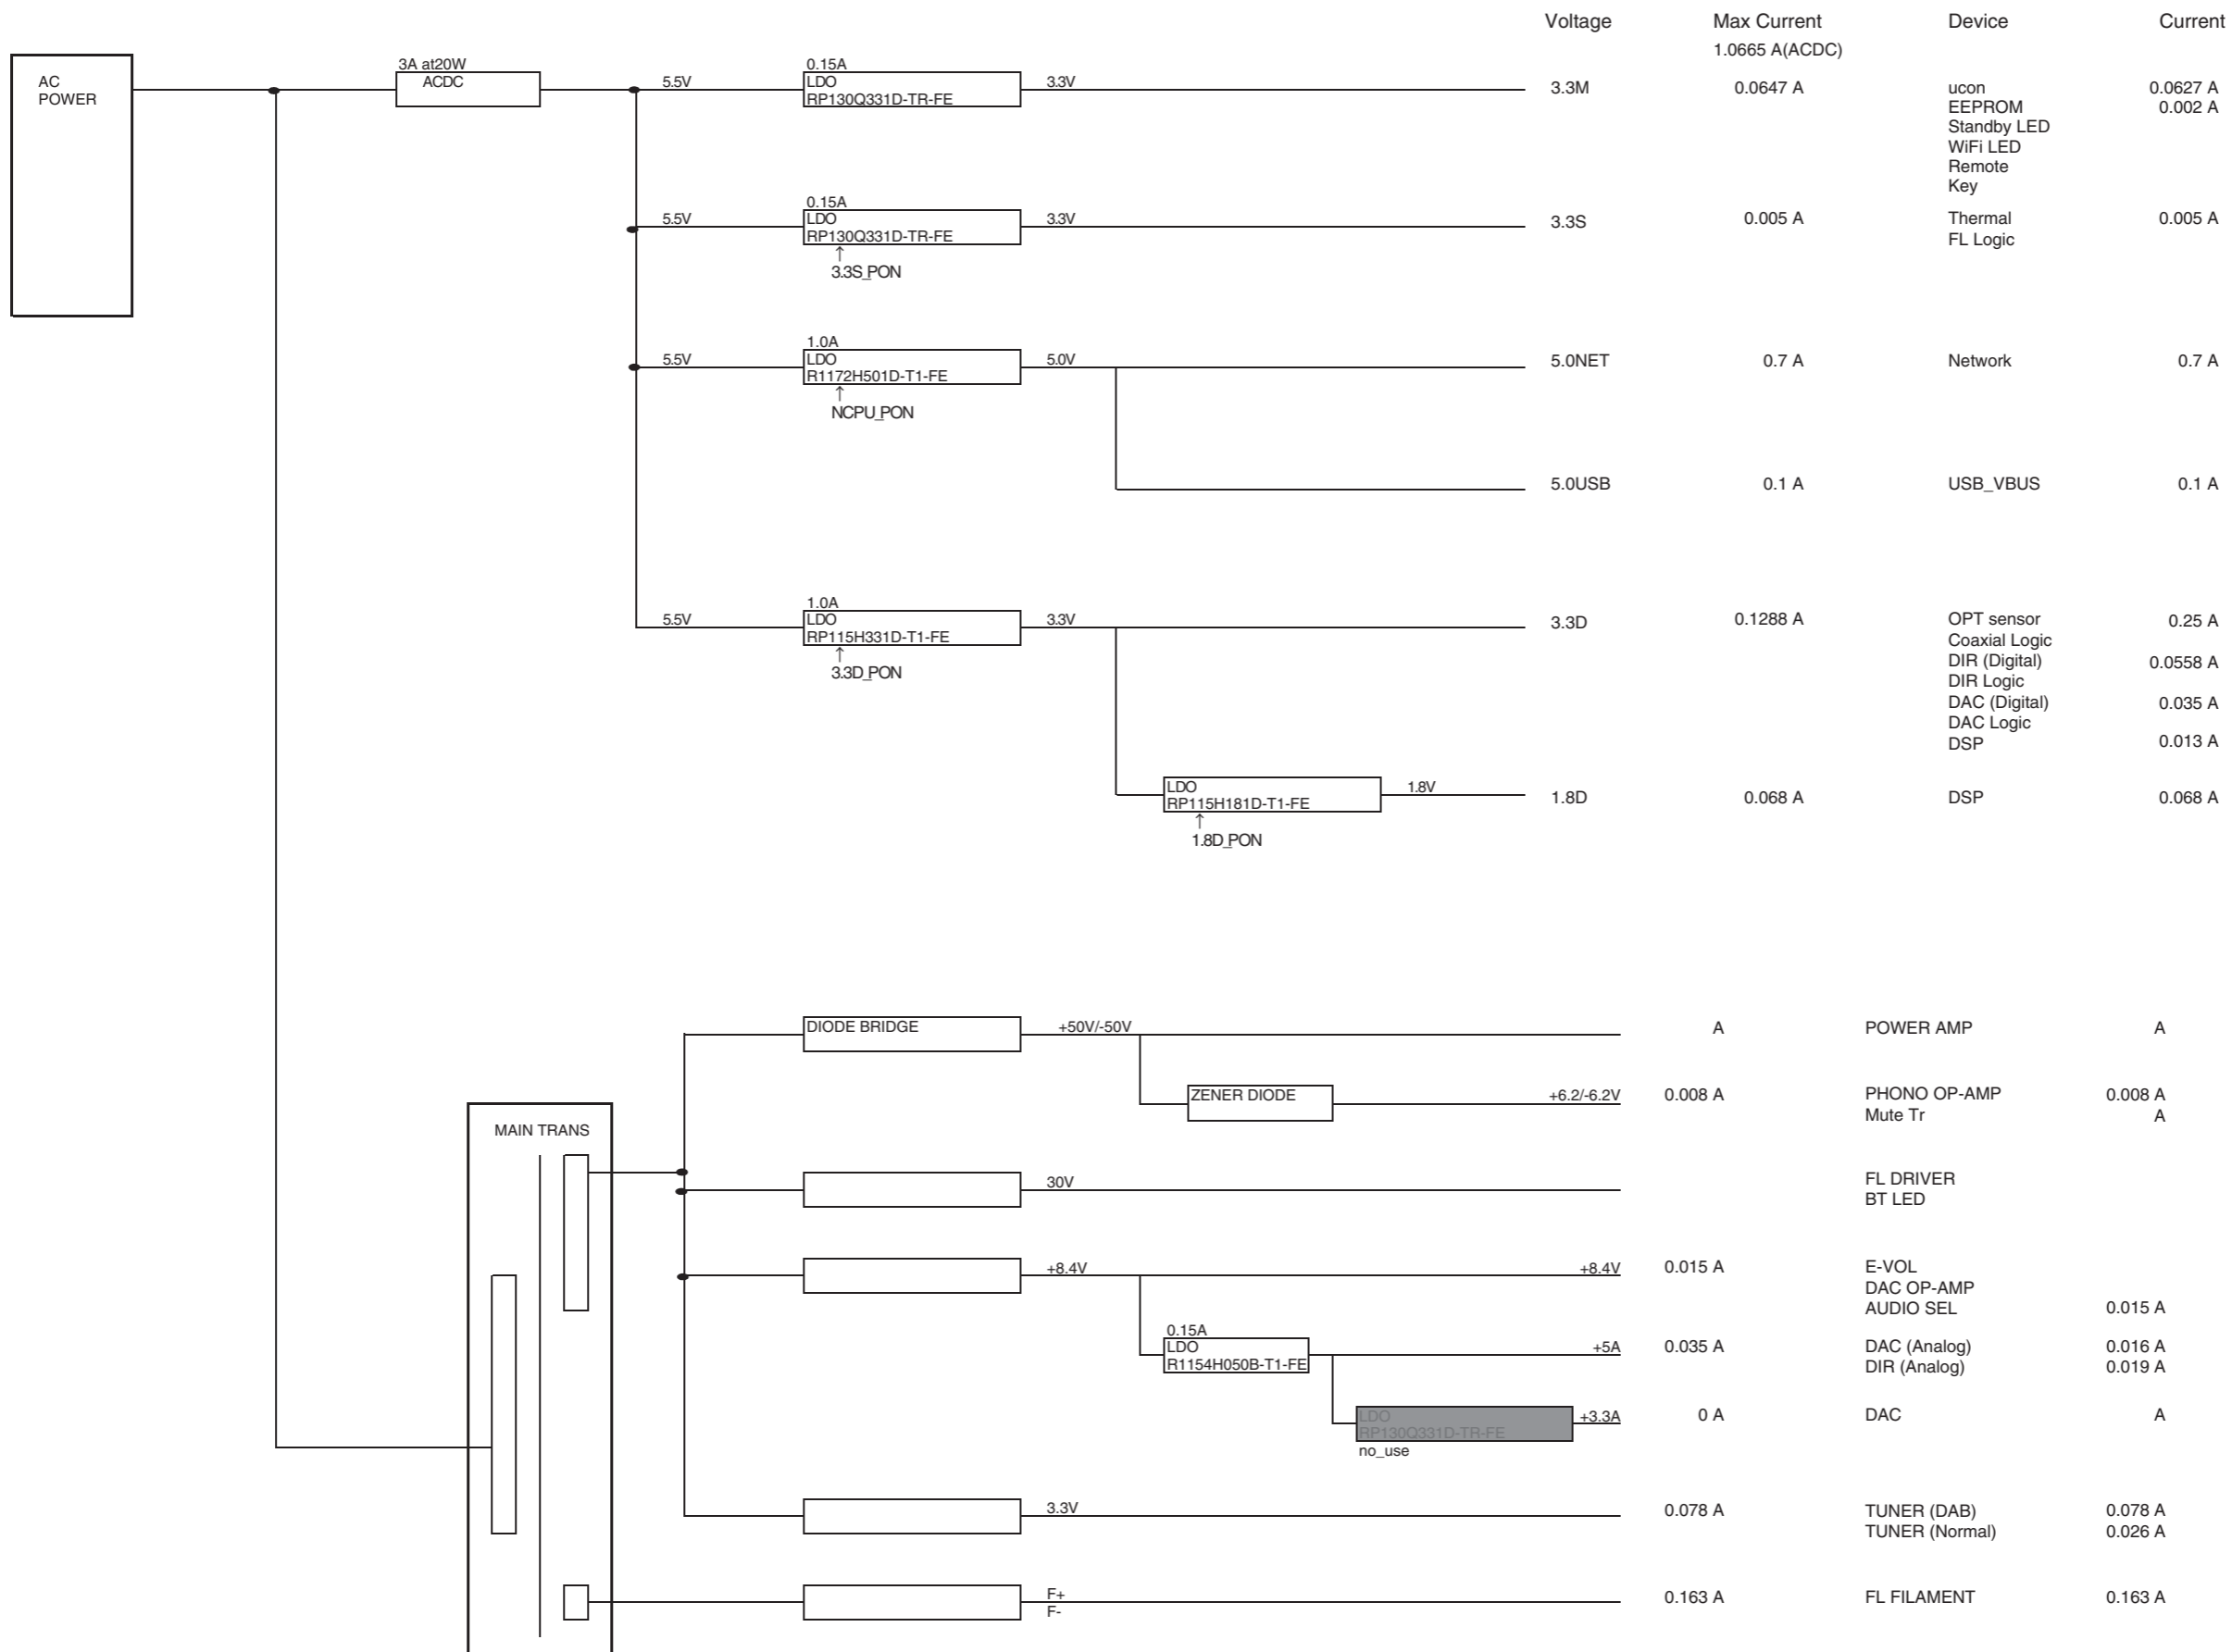 Voltage Max Current Device Current
1.0665 A(ACDC)
AC
POWER
3A at20W
ACDC
5.5V
0.15A
LDO
RP130Q331D-TR-FE
3.3V
3.3M 0.0647 A ucon 0.0627 A
EEPROM 0.002 A
Standby LED
WiFi LED
Remote
Key
5.5V
0.15A
LDO
RP130Q331D-TR-FE
3.3V
↑
3.3S_PON
3.3S 0.005 A Thermal 0.005 A
FL Logic
5.5V
1.0A
LDO
R1172H501D-T1-FE
5.0V
↑
NCPU_PON
5.0NET 0.7 A Network 0.7 A
5.0USB 0.1 A USB_VBUS 0.1 A
5.5V
1.0A
LDO
RP115H331D-T1-FE
3.3V
↑
3.3D_PON
3.3D 0.1288 A OPT sensor 0.25 A
Coaxial Logic
DIR (Digital) 0.0558 A
DIR Logic
DAC (Digital) 0.035 A
DAC Logic
DSP 0.013 A
LDO
RP115H181D-T1-FE
1.8V
↑
1.8D_PON
1.8D 0.068 A DSP 0.068 A
DIODE BRIDGE
+50V/-50V
A POWER AMP A
ZENER DIODE
+6.2/-6.2V
0.008 A PHONO OP-AMP 0.008 A
Mute Tr A
MAIN TRANS
30V
FL DRIVER
BT LED
+8.4V
+8.4V 0.015 A E-VOL
DAC OP-AMP
AUDIO SEL 0.015 A
0.15A
LDO
R1154H050B-T1-FE
+5A 0.035 A DAC (Analog) 0.016 A
DIR (Analog) 0.019 A
LDO
RP130Q331D-TR-FE
no_use
+3.3A 0 A DAC A
3.3V
0.078 A TUNER (DAB) 0.078 A
TUNER (Normal) 0.026 A
F+
F-
0.163 A FL FILAMENT 0.163 A